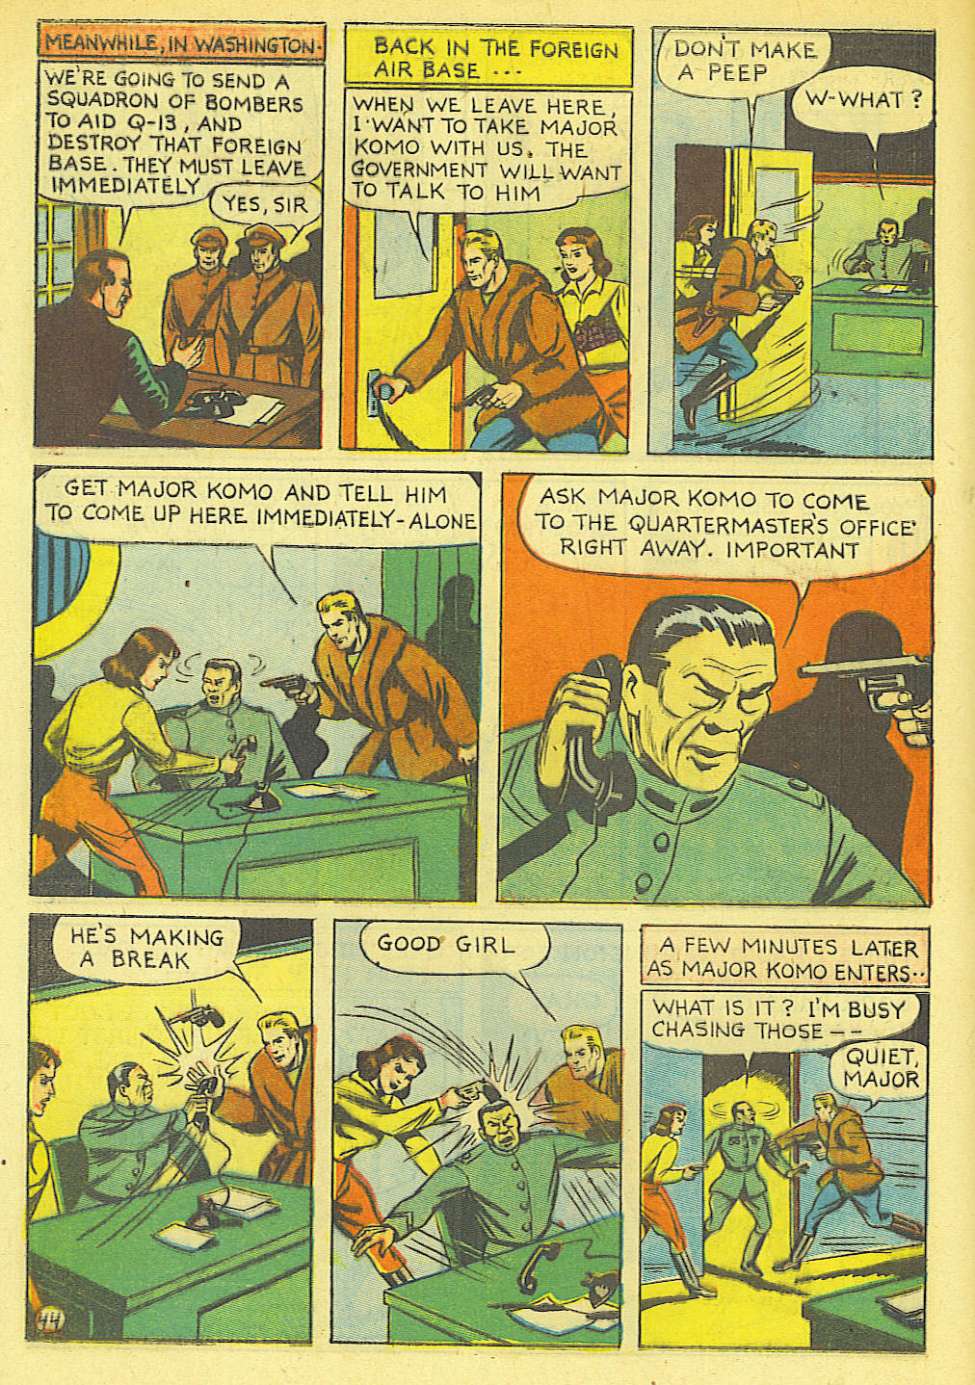 MEANWHILE, IN WASHINGTON-
WE'RE GOING TO SEND A
SQUADRON OF BOMBERS
TO AID Q-13, AND
DESTROY THAT FOREIGN
BASE. THEY MUST LEAVE
IMMEDIATELY
YES, SIR
BACK IN THE FOREIGN
AIR BASE ...
WHEN WE LEAVE HERE,
I WANT TO TAKE MAJOR
KOMO WITH US. THE
GOVERNMENT WILL WANT
TO TALK TO HIM
DON'T MAKE
A PEEP
W-WHAT?
GET MAJOR KOMO AND TELL HIM
TO COME UP HERE IMMEDIATELY-ALONE
ASK MAJOR KOMO TO COME
TO THE QUARTERMASTER'S OFFICE
RIGHT AWAY. IMPORTANT
HE'S MAKING
A BREAK
GOOD GIRL
A FEW MINUTES LATER
AS MAJOR KOMO ENTERS..
WHAT IS IT? I'M BUSY
CHASING THOSE --
QUIET,
MAJOR
44